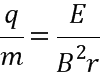 q/m = E/B²r